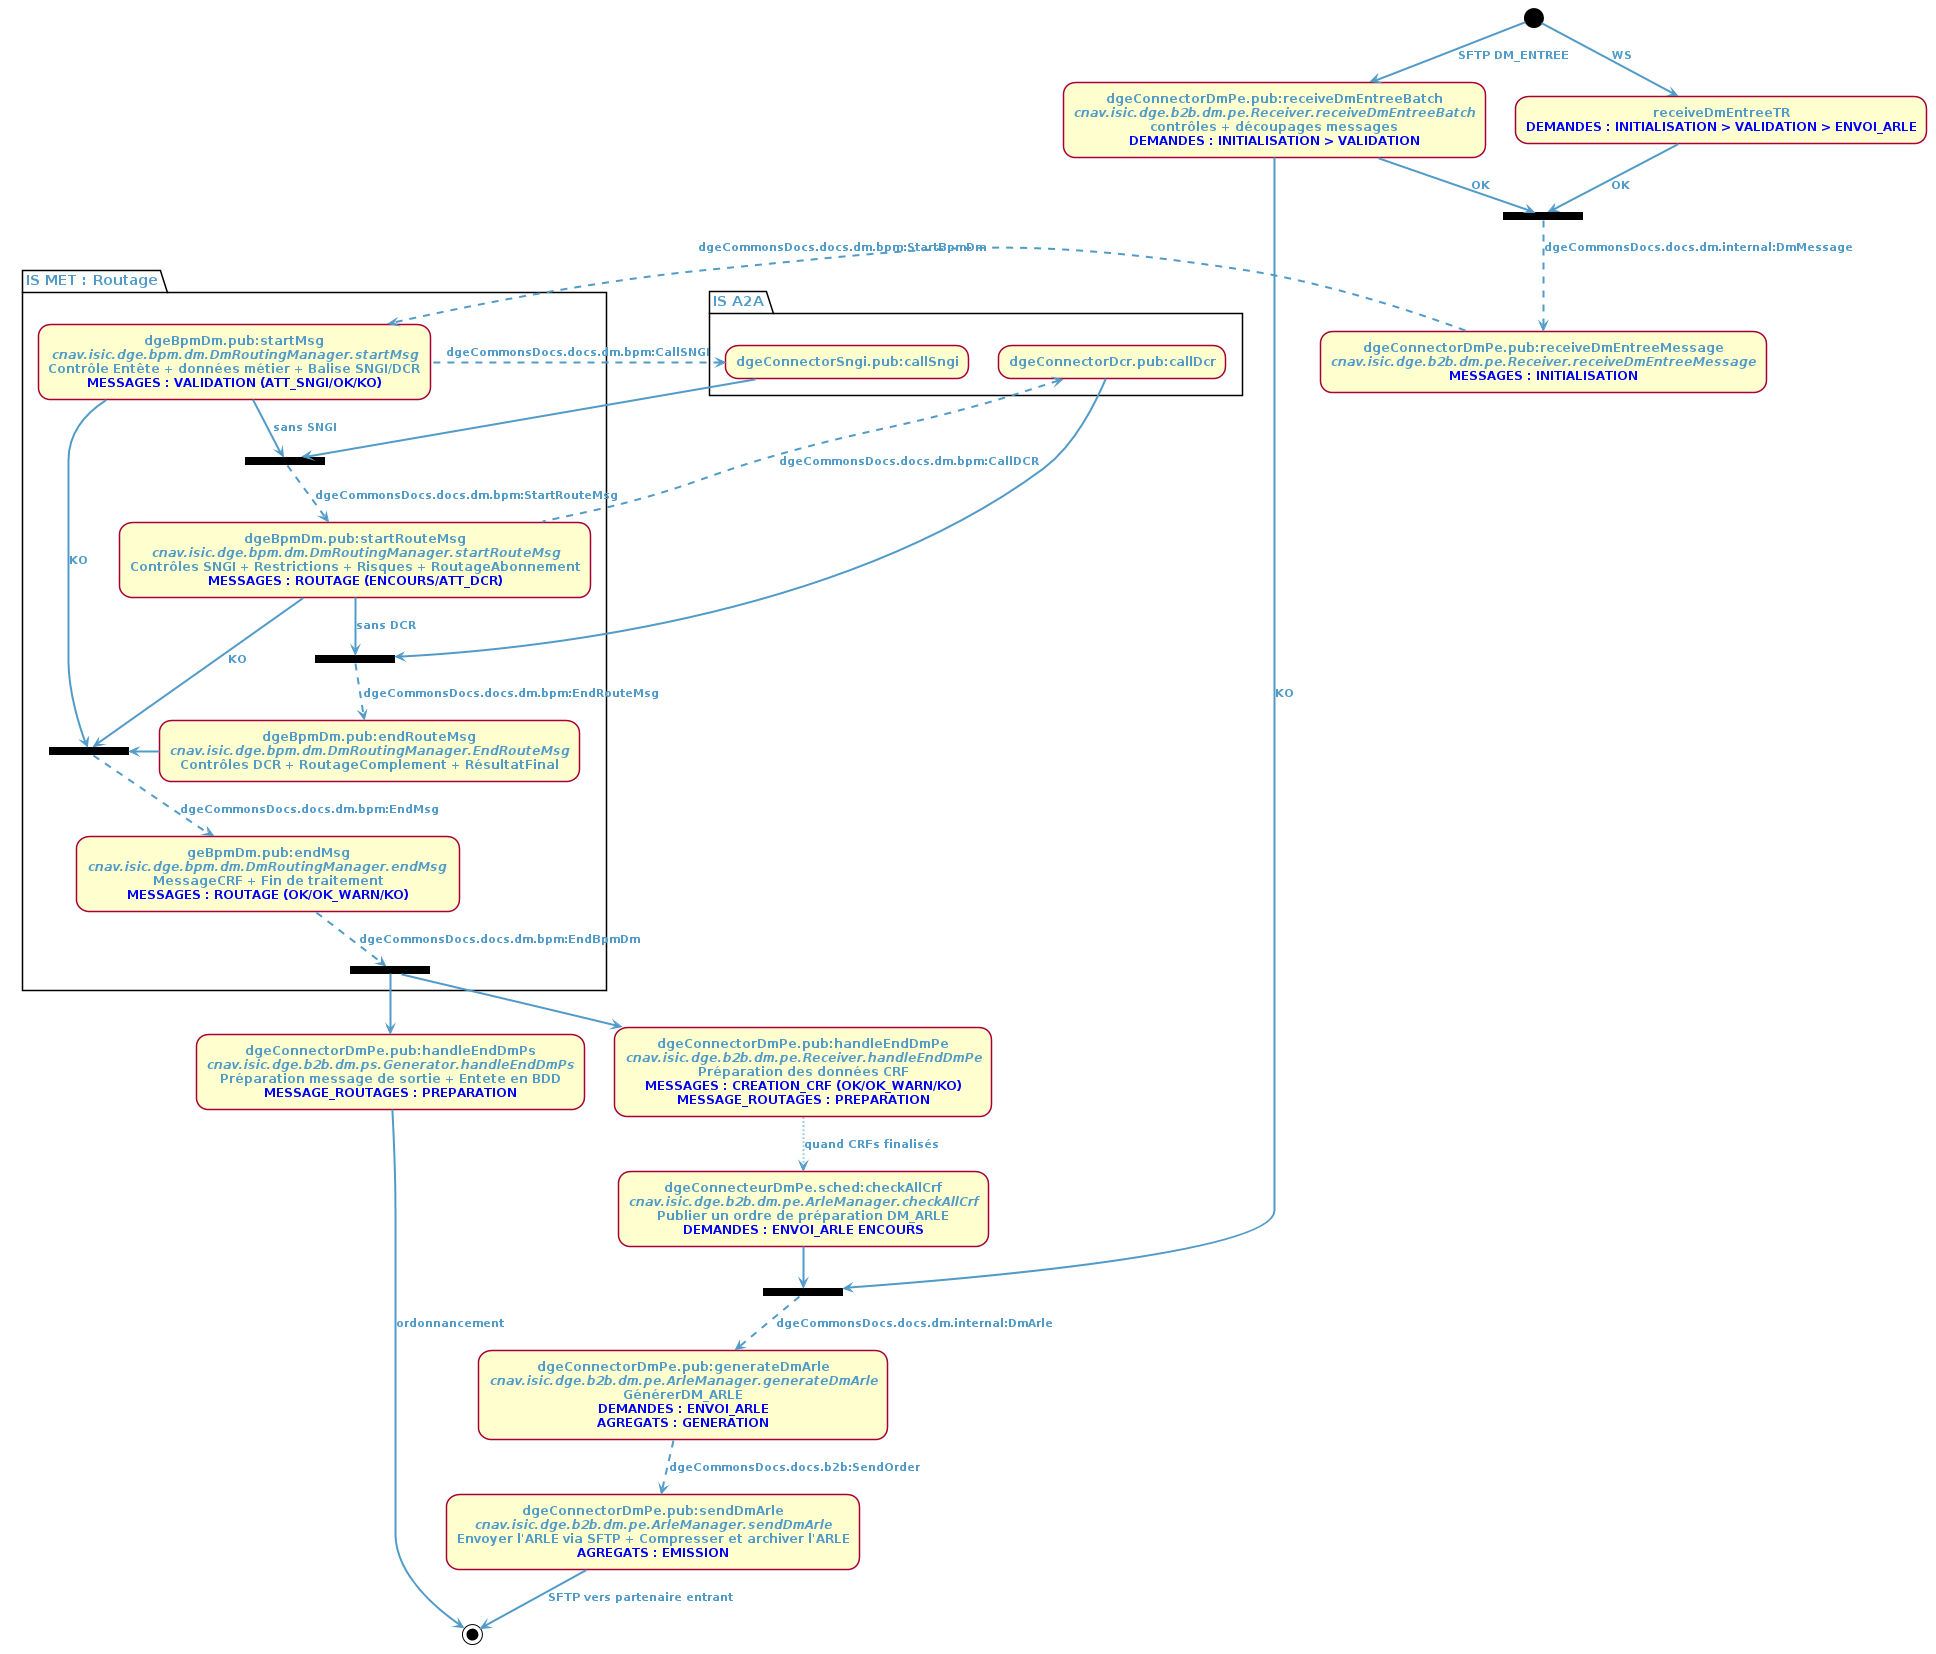 SFTP DM_ENTREE
WS
dgeConnectorDmPe.pub:receiveDmEntreeBatch
cnav.isic.dge.b2b.dm.pe.Receiver.receiveDmEntreeBatch
contrôles + découpages messages
DEMANDES : INITIALISATION > VALIDATION
receiveDmEntreeTR
DEMANDES : INITIALISATION > VALIDATION > ENVOI_ARLE
OK
OK
dgeCommonsDocs.docs.dm.bpm:StartBpmDm
dgeCommonsDocs.docs.dm.internal:DmMessage
IS MET : Routage
IS A2A
dgeBpmDm.pub:startMsg
cnav.isic.dge.bpm.dm.DmRoutingManager.startMsg
Contrôle Entête + données métier + Balise SNGI/DCR
MESSAGES : VALIDATION (ATT_SNGI/OK/KO)
dgeCommonsDocs.docs.dm.bpm:CallSNGI
dgeConnectorSngi.pub:callSngi
dgeConnectorDcr.pub:callDcr
dgeConnectorDmPe.pub:receiveDmEntreeMessage
cnav.isic.dge.b2b.dm.pe.Receiver.receiveDmEntreeMessage
MESSAGES : INITIALISATION
sans SNGI
dgeCommonsDocs.docs.dm.bpm:CallDCR
dgeCommonsDocs.docs.dm.bpm:StartRouteMsg
KO
dgeBpmDm.pub:startRouteMsg
cnav.isic.dge.bpm.dm.DmRoutingManager.startRouteMsg
Contrôles SNGI + Restrictions + Risques + RoutageAbonnement
MESSAGES : ROUTAGE (ENCOURS/ATT_DCR)
sans DCR
KO
dgeCommonsDocs.docs.dm.bpm:EndRouteMsg
KO
dgeBpmDm.pub:endRouteMsg
cnav.isic.dge.bpm.dm.DmRoutingManager.EndRouteMsg
Contrôles DCR + RoutageComplement + RésultatFinal
dgeCommonsDocs.docs.dm.bpm:EndMsg
geBpmDm.pub:endMsg
cnav.isic.dge.bpm.dm.DmRoutingManager.endMsg
MessageCRF + Fin de traitement
MESSAGES : ROUTAGE (OK/OK_WARN/KO)
dgeCommonsDocs.docs.dm.bpm:EndBpmDm
dgeConnectorDmPe.pub:handleEndDmPs
cnav.isic.dge.b2b.dm.ps.Generator.handleEndDmPs
Préparation message de sortie + Entete en BDD
MESSAGE_ROUTAGES : PREPARATION
dgeConnectorDmPe.pub:handleEndDmPe
cnav.isic.dge.b2b.dm.pe.Receiver.handleEndDmPe
Préparation des données CRF
MESSAGES : CREATION_CRF (OK/OK_WARN/KO)
MESSAGE_ROUTAGES : PREPARATION
quand CRFs finalisés
dgeConnecteurDmPe.sched:checkAllCrf
cnav.isic.dge.b2b.dm.pe.ArleManager.checkAllCrf
Publier un ordre de préparation DM_ARLE
DEMANDES : ENVOI_ARLE ENCOURS
ordonnancement
dgeCommonsDocs.docs.dm.internal:DmArle
dgeConnectorDmPe.pub:generateDmArle
cnav.isic.dge.b2b.dm.pe.ArleManager.generateDmArle
GénérerDM_ARLE
DEMANDES : ENVOI_ARLE
AGREGATS : GENERATION
dgeCommonsDocs.docs.b2b:SendOrder
dgeConnectorDmPe.pub:sendDmArle
cnav.isic.dge.b2b.dm.pe.ArleManager.sendDmArle
Envoyer l'ARLE via SFTP + Compresser et archiver l'ARLE
AGREGATS : EMISSION
SFTP vers partenaire entrant